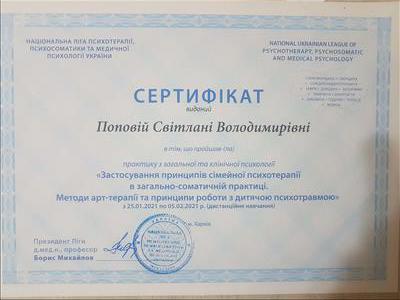 НАЦІОНАЛЬНА ЛІГА ПСИХОТЕРАПІЇ,
ПСИХОСОМАТИКИ ТА МЕДИЧНОЇ
ПСИХОЛОГІЇ УКРАЇНИ
NATIONAL UKRAINIAN LEAGUE OF
PSYCHOTHERAPY, PSYCHOSOMATIC
AND MEDICAL PSYCHOLOGY
СЕРТИФІКАТ
виданий
Поповій Світлані Володимирівні
в тім, що пройшов (ла)
практику з загальної та клінічної психології
«Застосування принципів сімейної психотерапії
в загально-соматичній практиці.
Методи арт-терапії та принципи роботи з дитячою психотравмою»
з 25.01.2021 по 05.02.2021 р. (дистанційне навчання)
м. Харків
Президент Ліги
д.мед.н., професор
Борис Михайлов